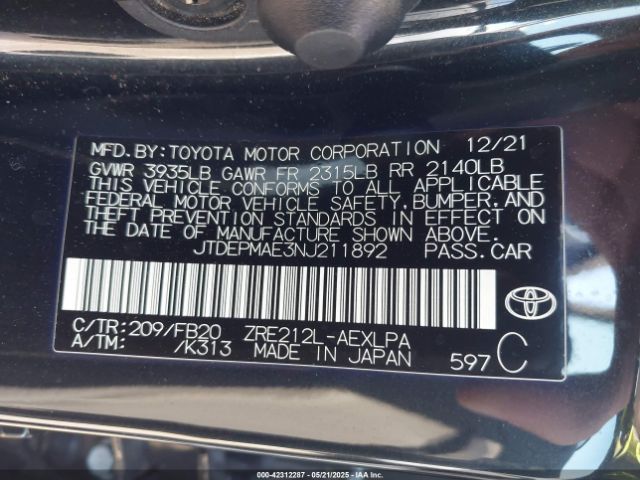 MFD.BY:TOYOTA MOTOR CORPORATION 12/21
GVWR 3935LB GAWR FR 2315LB RR 2140LB
THIS VEHICLE CONFORMS TO ALL APPLICABLE
FEDERAL MOTOR VEHICLE SAFETY,BUMPER,AND
THEFT PREVENTION STANDARDS IN EFFECT ON
THE DATE OF MANUFACTURE SHOWN ABOVE.
JTDEPMAE3NJ211892 PASS.CAR
C/TR:209/FB20 ZRE212L-AEXLPA
A/TM: /K313 MADE IN JAPAN 597 C
000-42312287 - 05/21/2025 - IAAI.COM